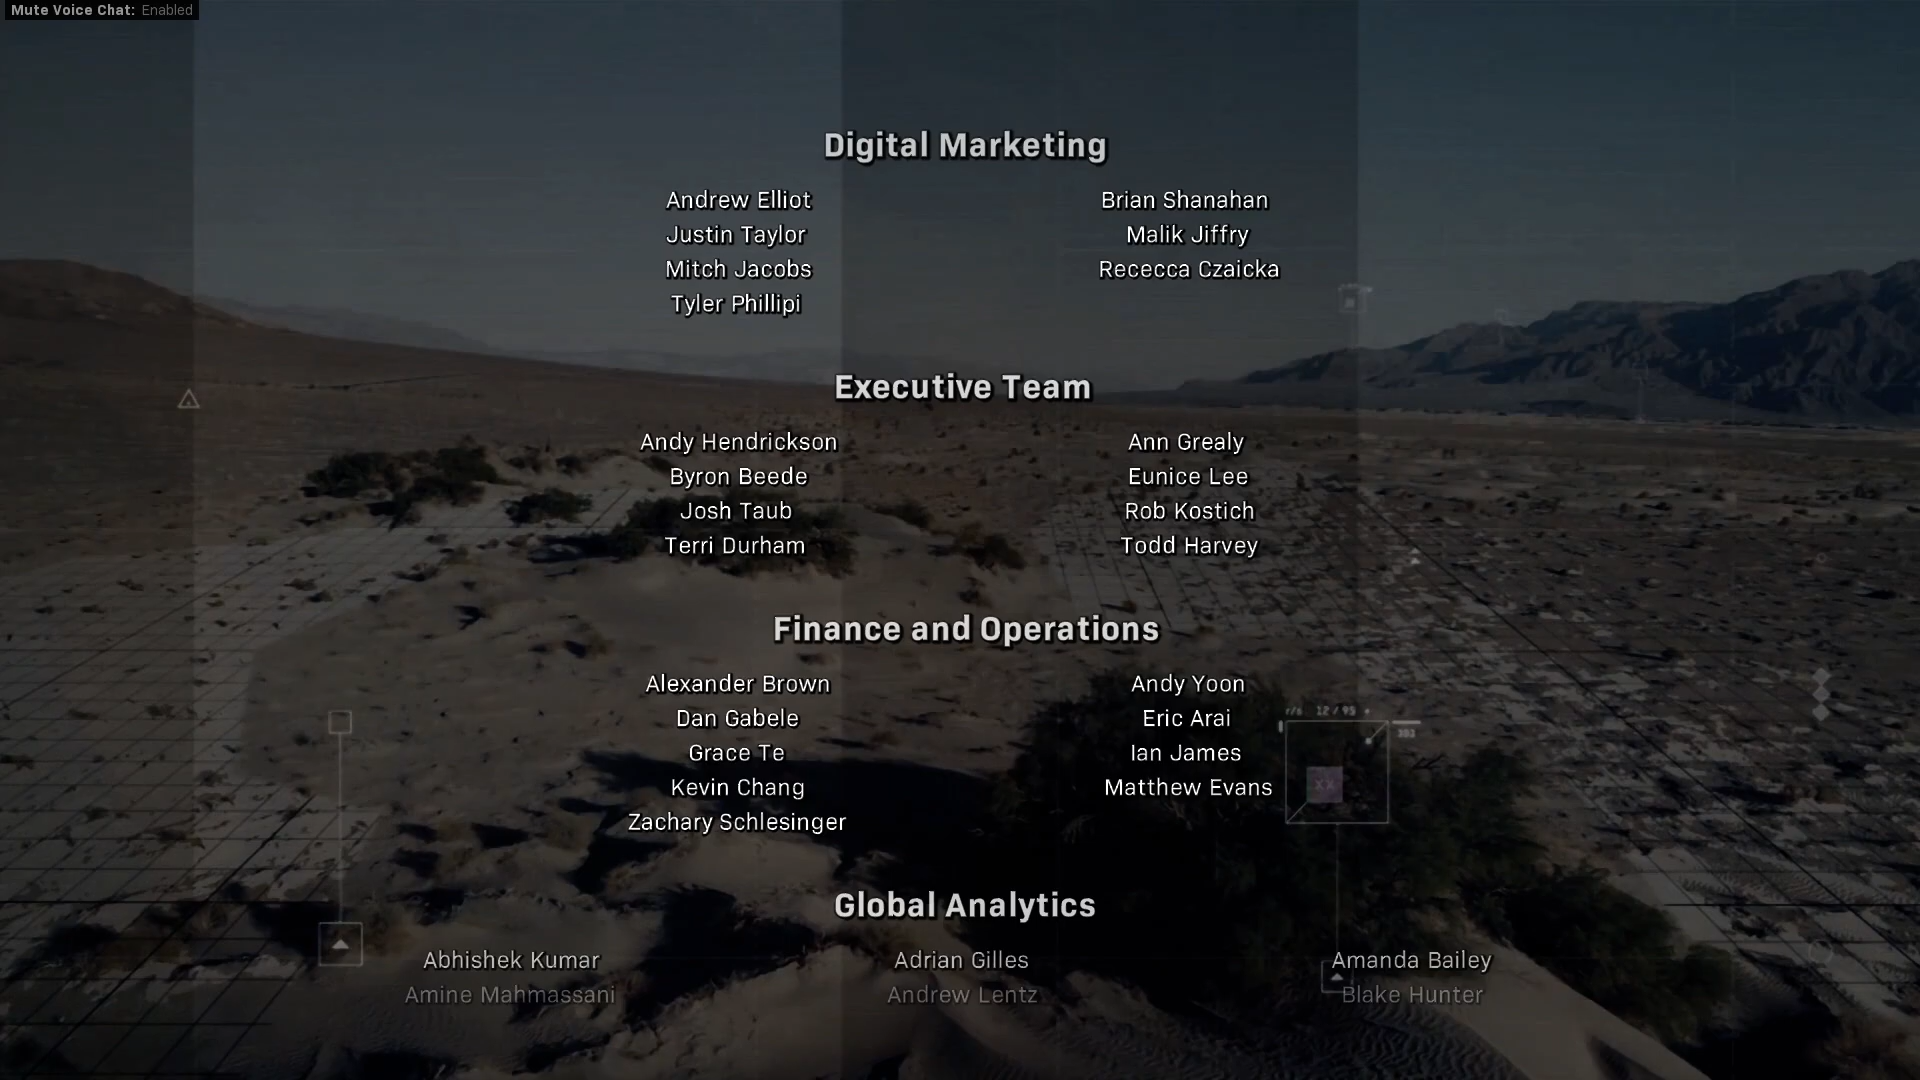 Mute Voice Chat: Enabled
Digital Marketing
Andrew Elliot Brian Shanahan
Justin Taylor Malik Jiffry
Mitch Jacobs Rececca Czaicka
Tyler Phillipi
Executive Team
Andy Hendrickson Ann Grealy
Byron Beede Eunice Lee
Josh Taub Rob Kostich
Terri Durham Todd Harvey
Finance and Operations
Alexander Brown Andy Yoon
Dan Gabele Eric Arai
r/s 12/95
Grace Te Ian James
Kevin Chang Matthew Evans
XX
Zachary Schlesinger
Global Analytics
Abhishek Kumar Adrian Gilles Amanda Bailey
Amine Mahmassani Andrew Lentz Blake Hunter